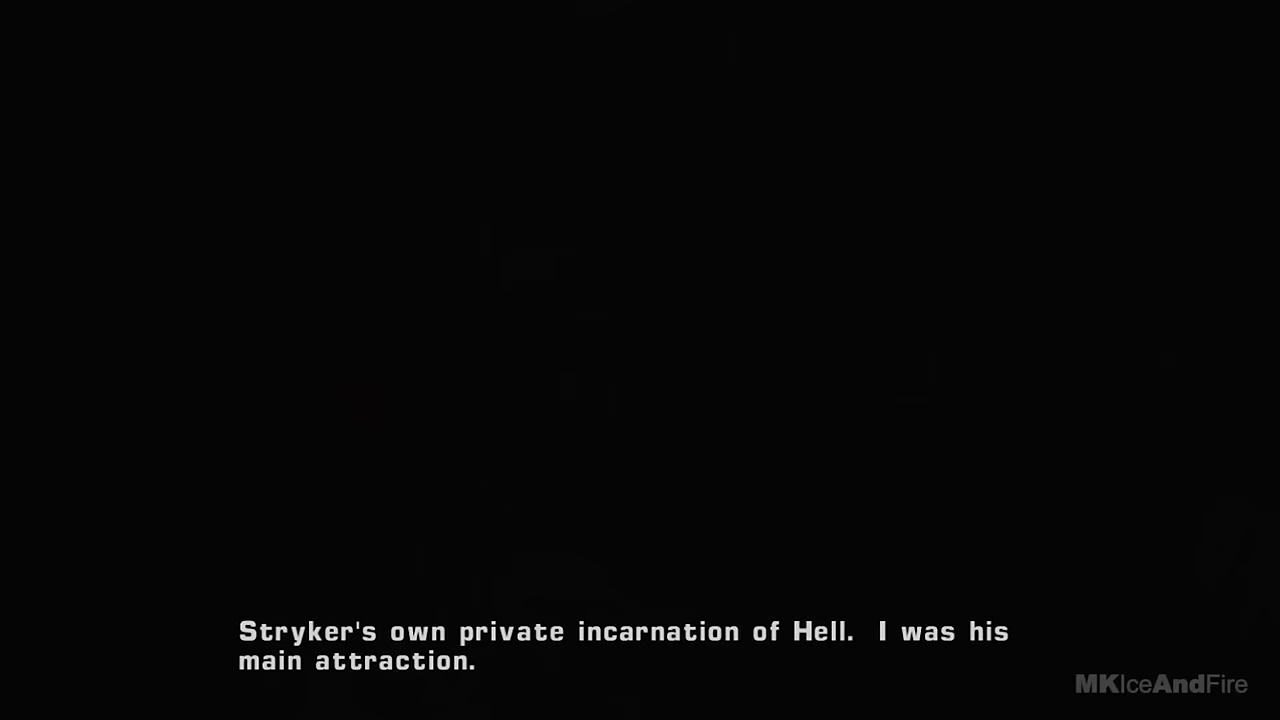 Stryker's own private incarnation of Hell.  I was his
main attraction.
MKIceAndFire